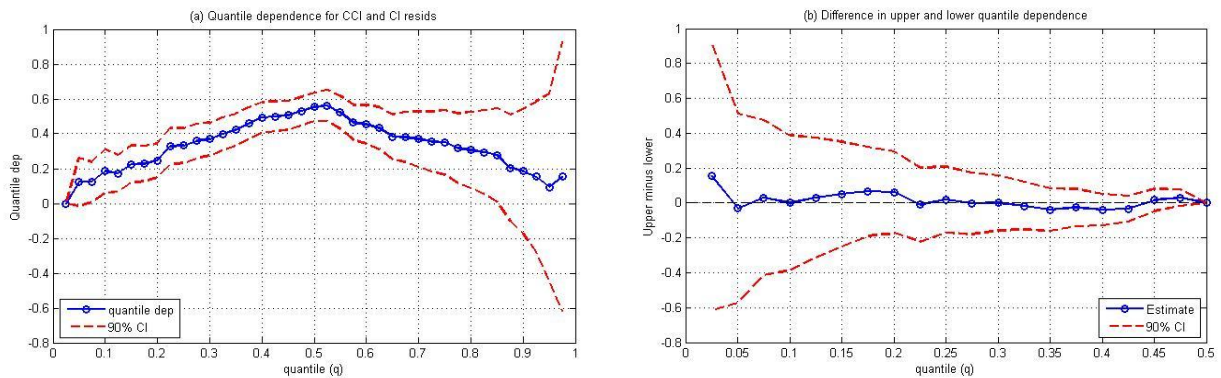 (a) Quantile dependence for CCI and CI resids
Quantile dep
1
0.8
0.6
0.4
0.2
0
-0.2
-0.4
-0.6
-0.8
quantile dep
90% CI
0 0.1 0.2 0.3 0.4 0.5 0.6 0.7 0.8 0.9 1
quantile (q)
(b) Difference in upper and lower quantile dependence
Upper minus lower
1
0.8
0.6
0.4
0.2
0
-0.2
-0.4
-0.6
-0.8
Estimate
90% CI
0 0.05 0.1 0.15 0.2 0.25 0.3 0.35 0.4 0.45 0.5
quantile (q)